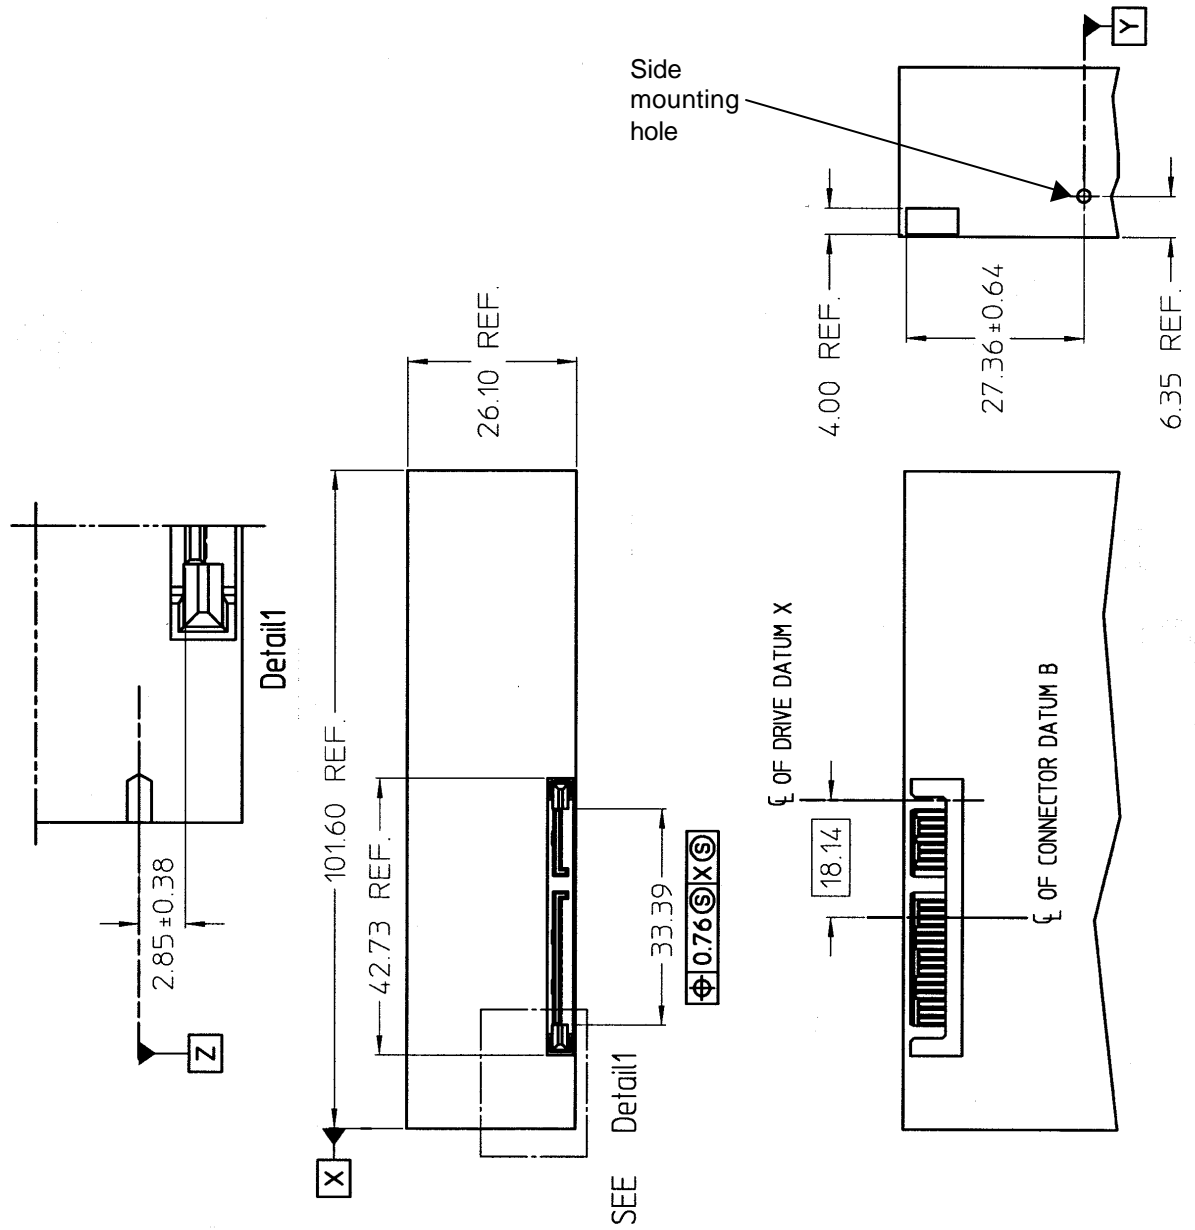 Side
mounting
hole
Y
4.00 REF.
27.36±0.64
6.35 REF.
26.10 REF.
Detail1
2.85±0.38
Z
101.60 REF.
42.73 REF.
33.39
⌖ 0.76 Ⓢ X Ⓢ
X
SEE Detail1
℄ OF DRIVE DATUM X
18.14
℄ OF CONNECTOR DATUM B